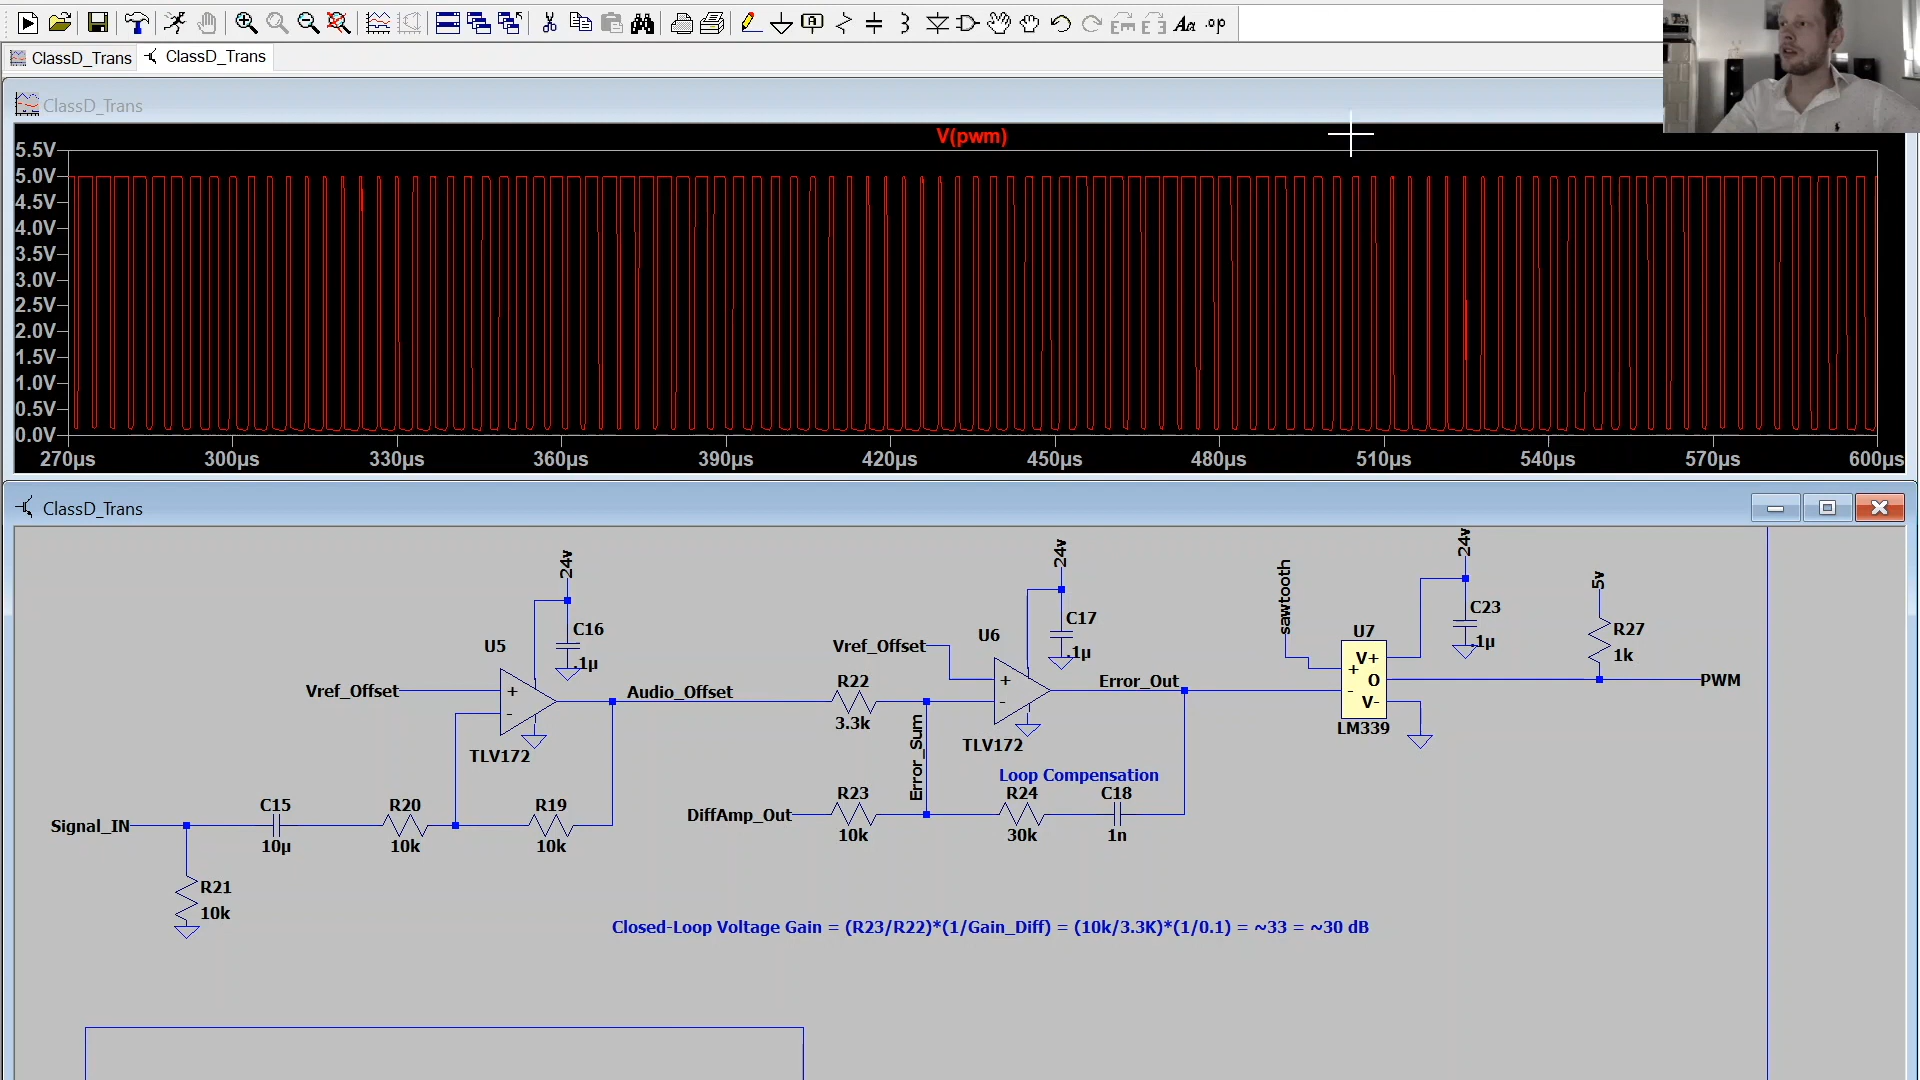 ClassD_Trans ClassD_Trans
ClassD_Trans
V(pwm)
5.5V
5.0V
4.5V
4.0V
3.5V
3.0V
2.5V
2.0V
1.5V
1.0V
0.5V
0.0V
270µs 300µs 330µs 360µs 390µs 420µs 450µs 480µs 510µs 540µs 570µs 600µs
ClassD_Trans
24v
C16
.1µ
U5
Vref_Offset
+
-
TLV172
Audio_Offset
Signal_IN
C15
10µ
R20
10k
R19
10k
R21
10k
24v
C17
.1µ
Vref_Offset
U6
+
-
TLV172
R22
3.3k
Error_Sum
Error_Out
DiffAmp_Out
R23
10k
Loop Compensation
R24
30k
C18
1n
sawtooth
24v
C23
.1µ
U7
V+
+
O
-
V-
LM339
5v
R27
1k
PWM
Closed-Loop Voltage Gain = (R23/R22)*(1/Gain_Diff) = (10k/3.3K)*(1/0.1) = ~33 = ~30 dB
Aa
.op